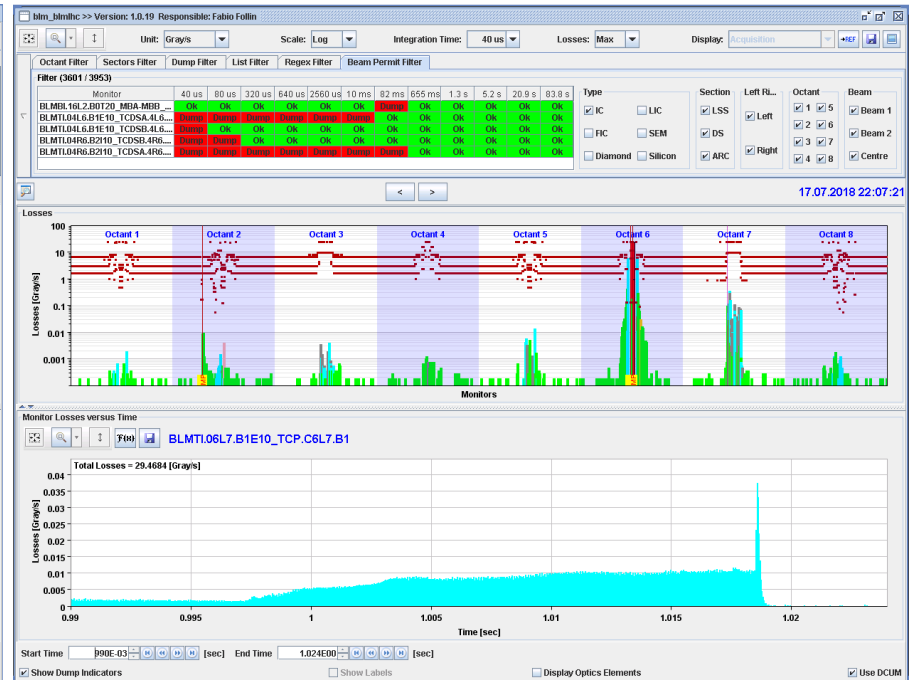 blm_blmlhc >> Version: 1.0.19 Responsible: Fabio Follin
Unit: Gray/s Scale: Log Integration Time: 40 us Losses: Max Display: Acquisition →REF
Octant Filter Sectors Filter Dump Filter List Filter Regex Filter Beam Permit Filter
Filter (3601 / 3953)
Monitor 40 us 80 us 320 us 640 us 2560 us 10 ms 82 ms 655 ms 1.3 s 5.2 s 20.9 s 83.8 s
BLMBI.16L2.B0T20_MBA-MBB_... Ok Ok Ok Ok Ok Ok Dump Ok Ok Ok Ok Ok
BLMTI.04L6.B1E10_TCDSA.4L6.... Dump Dump Dump Dump Dump Dump Ok Ok Ok Ok Ok Ok
BLMTI.04L6.B1E10_TCDSB.4L6.... Dump Ok Ok Ok Ok Ok Ok Ok Ok Ok Ok Ok
BLMTI.04R6.B2I10_TCDSB.4R6.... Dump Dump Ok Ok Ok Ok Ok Ok Ok Ok Ok Ok
BLMTI.04R6.B2I10_TCDSA.4R6.... Dump Dump Dump Dump Dump Dump Dump Ok Ok Ok Ok Ok
Type Section Left Ri... Octant Beam
IC LIC LSS Left 1 5 Beam 1
FIC SEM DS 2 6 Beam 2
Diamond Silicon ARC Right 3 7 Centre
4 8
< > 17.07.2018 22:07:21
Losses
Octant 1 Octant 2 Octant 3 Octant 4 Octant 5 Octant 6 Octant 7 Octant 8
Losses [Gray/s]
100
10
1
0.1
0.01
0.001
Monitors
Monitor Losses versus Time
F(x) BLMTI.06L7.B1E10_TCP.C6L7.B1
Total Losses = 29.4684 [Gray/s]
Losses [Gray/s]
0.04
0.035
0.03
0.025
0.02
0.015
0.01
0.005
0
0.99 0.995 1 1.005 1.01 1.015 1.02
Time [sec]
Start Time 990E-03 [sec] End Time 1.024E00 [sec]
Show Dump Indicators Show Labels Display Optics Elements Use DCUM